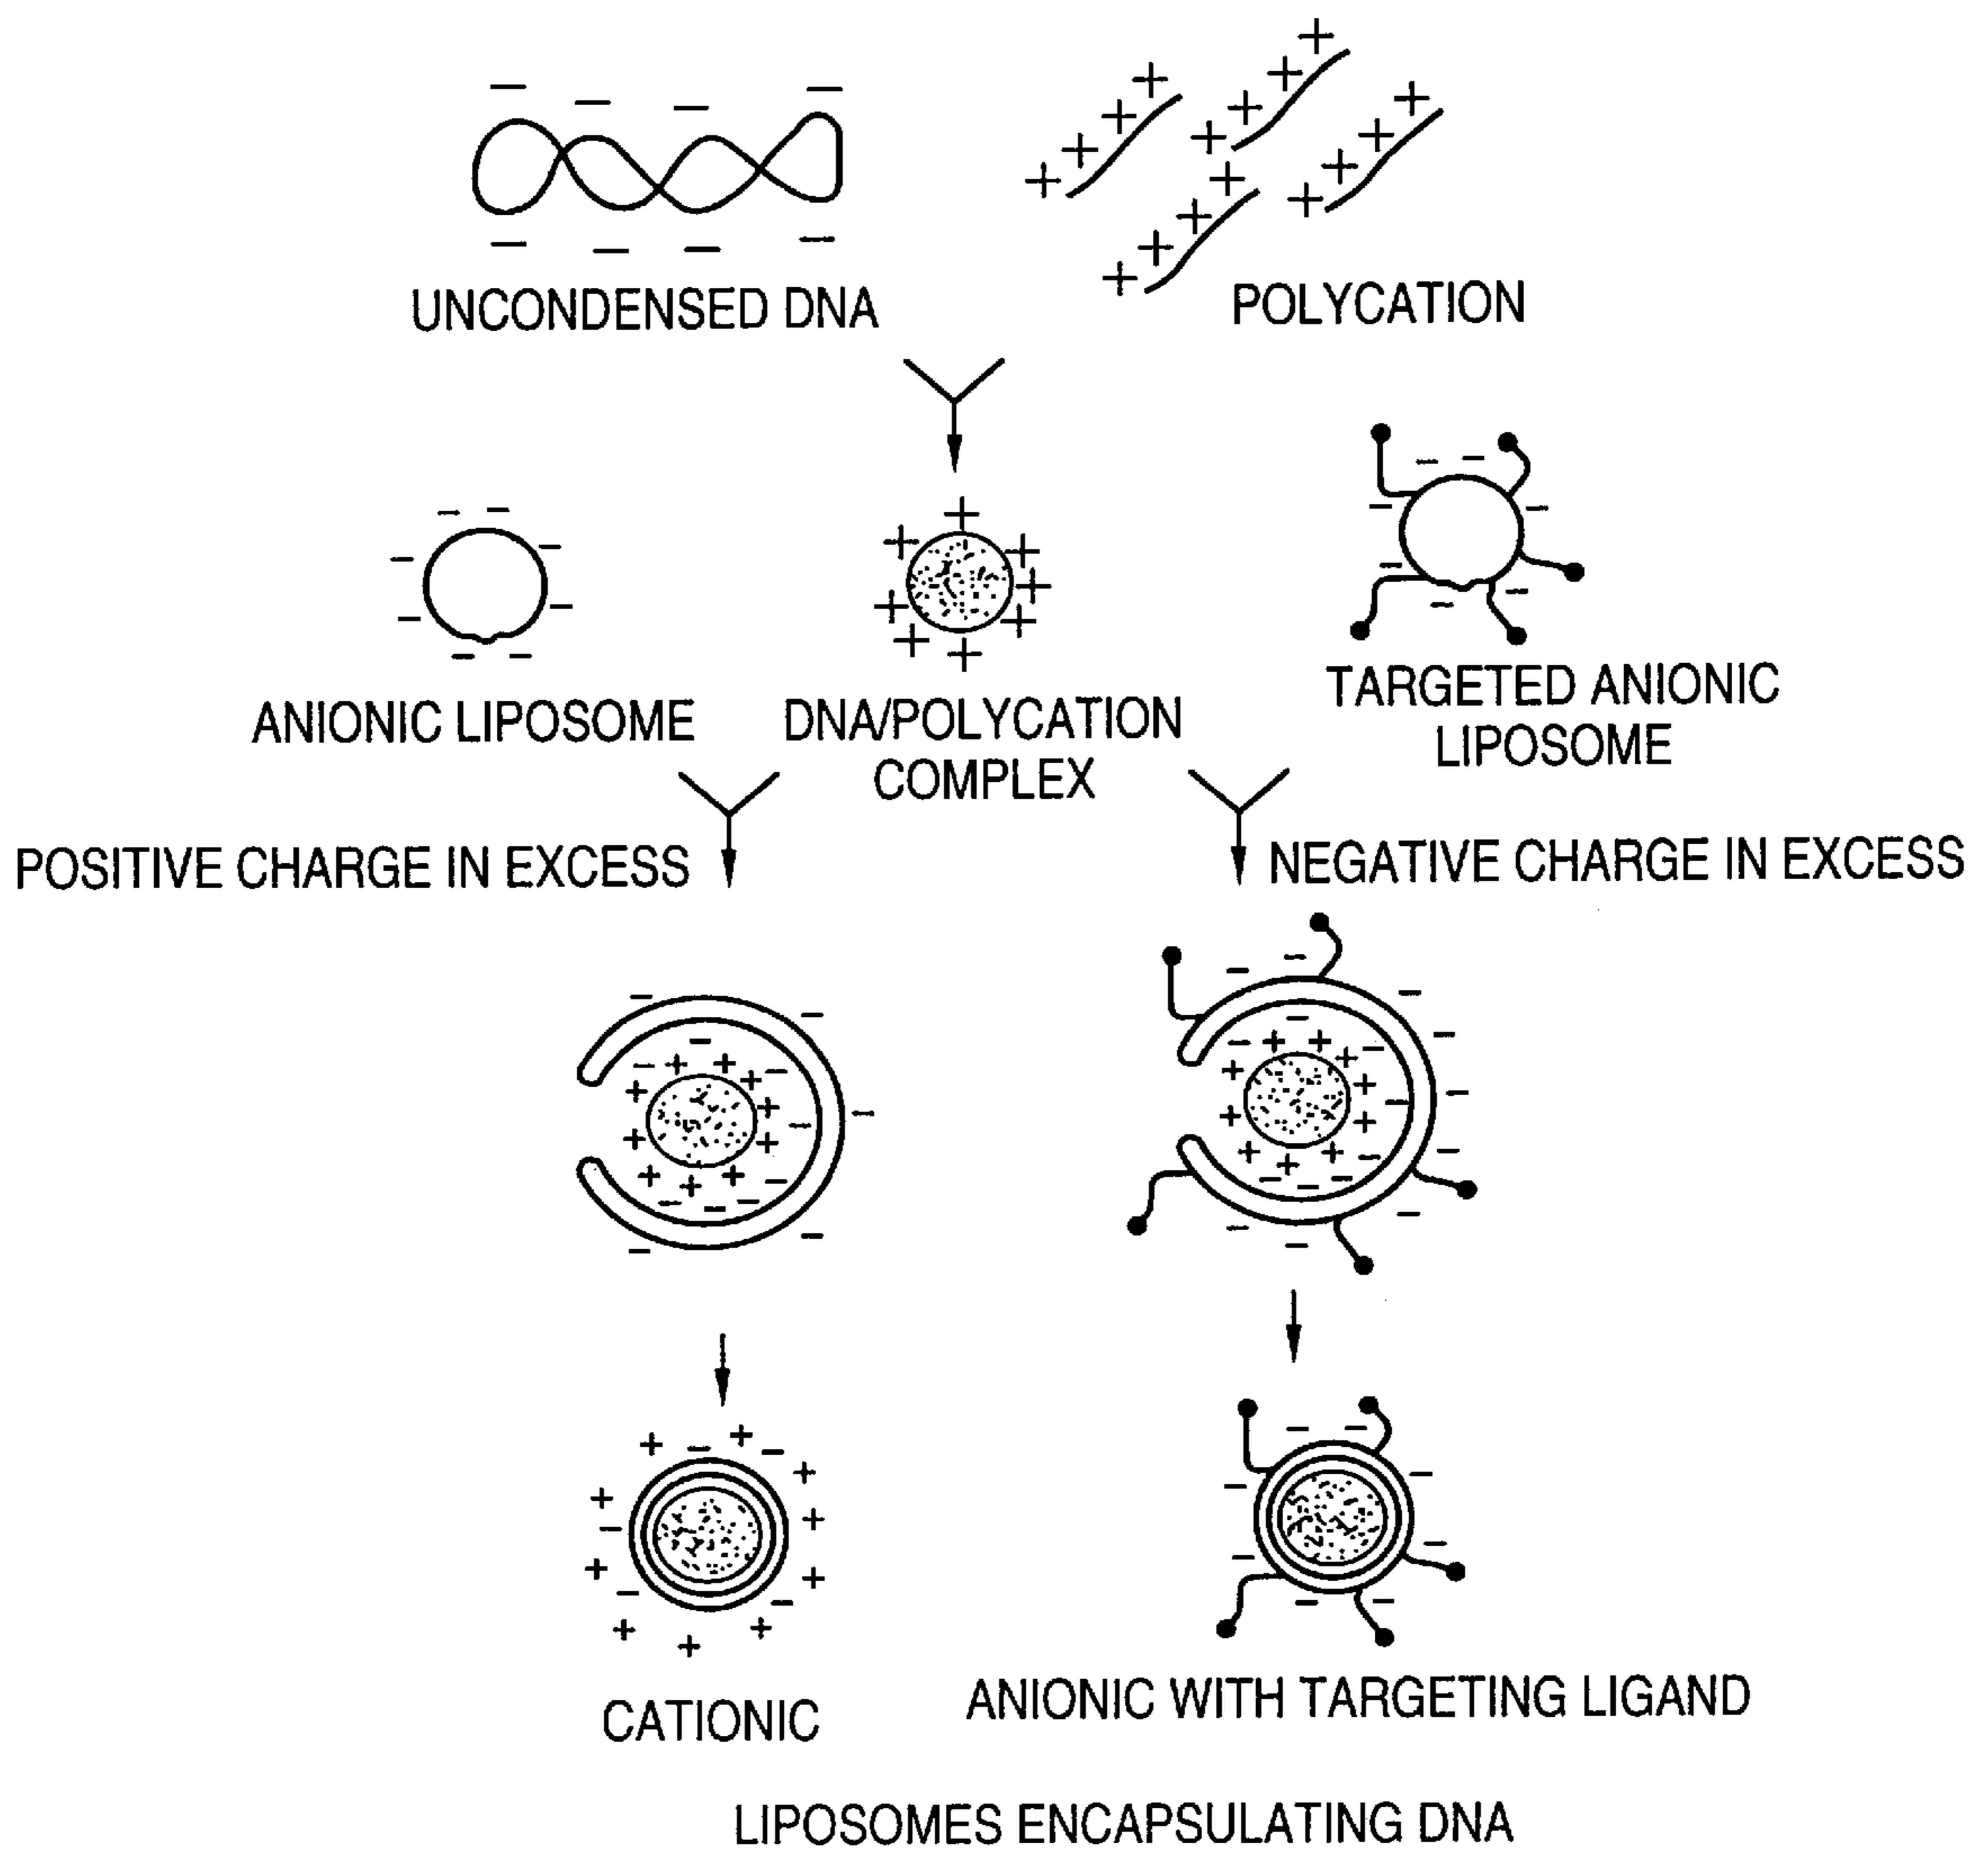 UNCONDENSED DNA
POLYCATION
ANIONIC LIPOSOME
DNA/POLYCATION
COMPLEX
TARGETED ANIONIC
LIPOSOME
POSITIVE CHARGE IN EXCESS
NEGATIVE CHARGE IN EXCESS
CATIONIC
ANIONIC WITH TARGETING LIGAND
LIPOSOMES ENCAPSULATING DNA